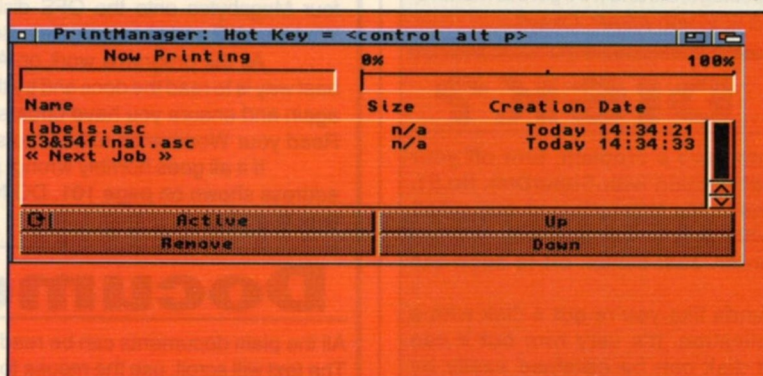 PrintManager: Hot Key = <control alt p>
Now Printing
0% 100%
Name Size Creation Date
labels.asc n/a Today 14:34:21
53&54final.asc n/a Today 14:34:33
« Next Job »
Active Up
Remove Down